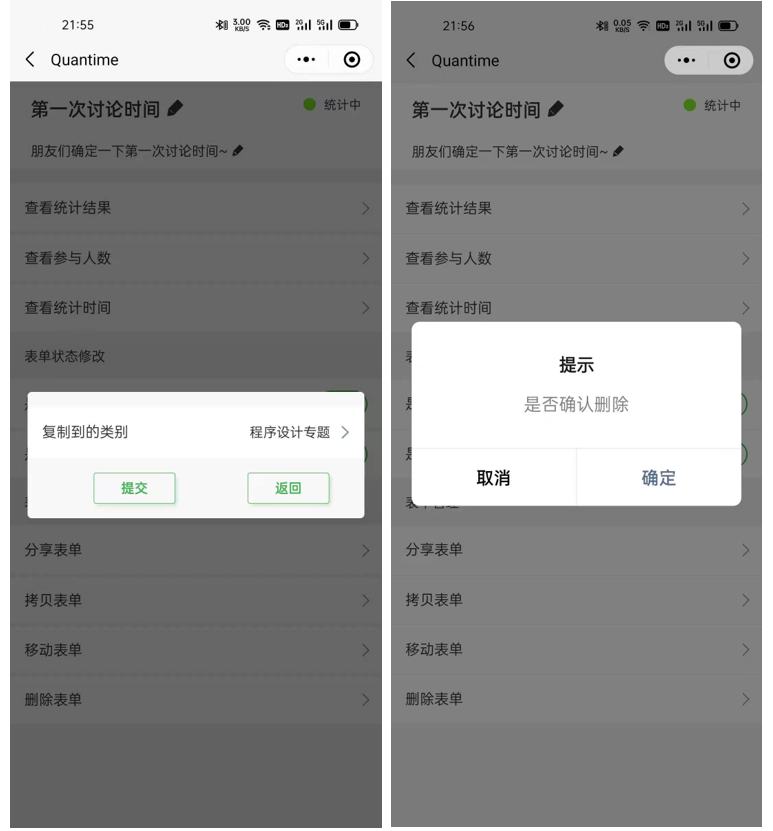 21:55
3.00 KB/S HD 2G 5G
Quantime
第一次讨论时间
统计中
朋友们确定一下第一次讨论时间~
查看统计结果
查看参与人数
查看统计时间
表单状态修改
复制到的类别
程序设计专题
提交
返回
分享表单
拷贝表单
移动表单
删除表单
21:56
0.05 KB/S HD 2G 5G
Quantime
第一次讨论时间
统计中
朋友们确定一下第一次讨论时间~
查看统计结果
查看参与人数
查看统计时间
提示
是否确认删除
取消
确定
分享表单
拷贝表单
移动表单
删除表单